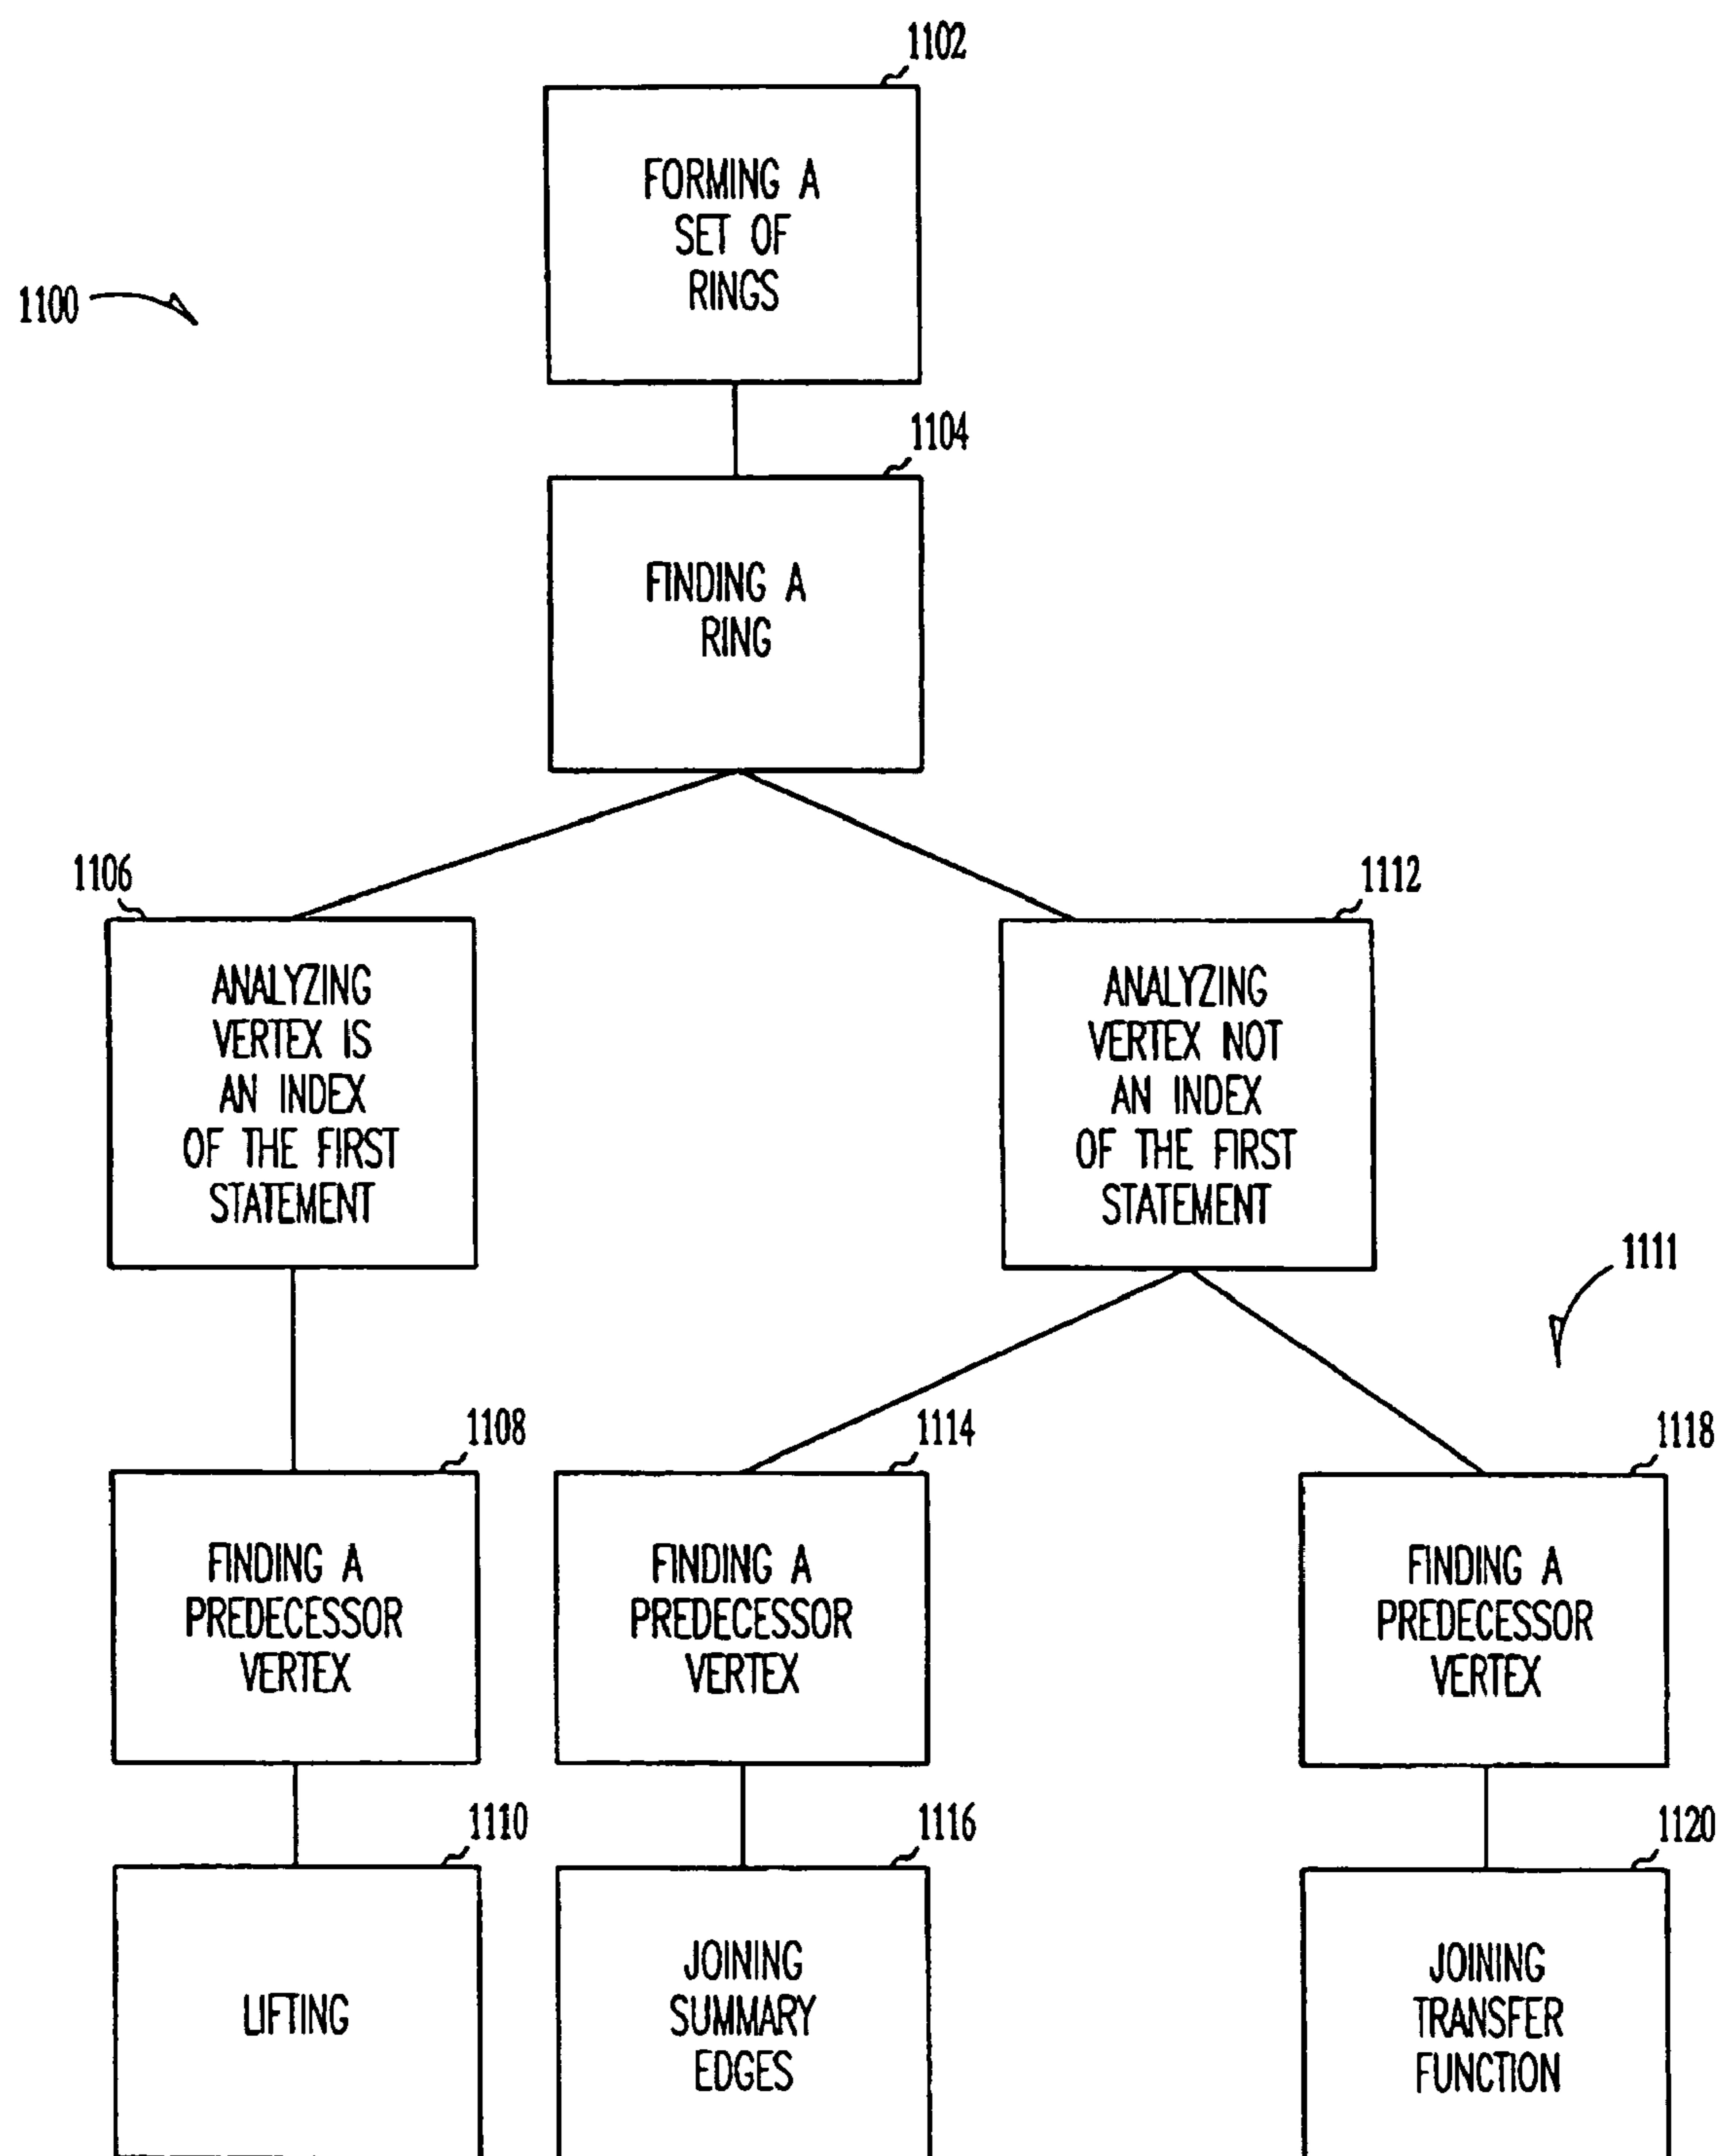 1102
FORMING A
SET OF
RINGS
1100
1104
FINDING A
RING
1106
ANALYZING
VERTEX IS
AN INDEX
OF THE FIRST
STATEMENT
1112
ANALYZING
VERTEX NOT
AN INDEX
OF THE FIRST
STATEMENT
1111
1108
FINDING A
PREDECESSOR
VERTEX
1114
FINDING A
PREDECESSOR
VERTEX
1118
FINDING A
PREDECESSOR
VERTEX
1110
LIFTING
1116
JOINING
SUMMARY
EDGES
1120
JOINING
TRANSFER
FUNCTION